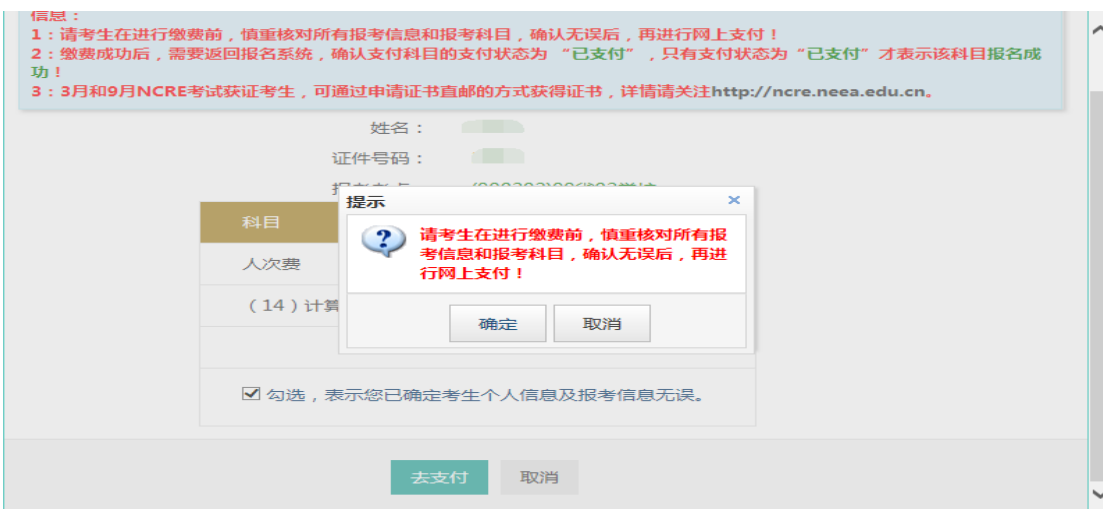 信息：
1：请考生在进行缴费前，慎重核对所有报考信息和报考科目，确认无误后，再进行网上支付！
2：缴费成功后，需要返回报名系统，确认支付科目的支付状态为 “已支付” ，只有支付状态为“已支付”才表示该科目报名成
功！
3：3月和9月NCRE考试获证考生，可通过申请证书直邮的方式获得证书，详情请关注http://ncre.neea.edu.cn。
姓名：
证件号码：
提示
科目
请考生在进行缴费前，慎重核对所有报
考信息和报考科目，确认无误后，再进
行网上支付！
人次费
（14）计算
确定 取消
勾选，表示您已确定考生个人信息及报考信息无误。
去支付 取消